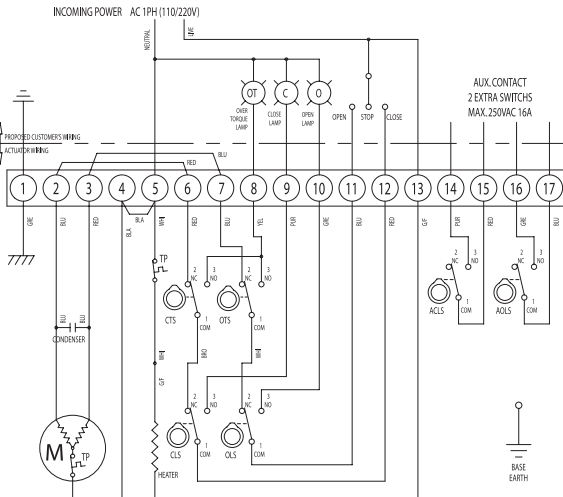 INCOMING POWER AC 1PH (110/220V)
NEUTRAL
LIVE
OT
C
O
OVER
TORQUE
LAMP
CLOSE
LAMP
OPEN
LAMP
OPEN
STOP
CLOSE
AUX. CONTACT
2 EXTRA SWITCHS
MAX.250VAC 16A
PROPOSED CUSTOMER'S WIRING
ACTUATOR WIRING
RED
BLU
1 2 3 4 5 6 7 8 9 10 11 12 13 14 15 16 17
BLA
GRE
BLU
RED
BLA
WHT
RED
BLU
YEL
PUR
GRE
BLU
RED
G/F
PUR
RED
GRE
BLU
TP
2 NC
3 NO
1 COM
CTS
2 NC
3 NO
1 COM
OTS
2 NC
3 NO
1 COM
ACLS
2 NC
3 NO
1 COM
AOLS
BLU
BLU
CONDENSER
WHT
G/F
BRO
WHT
2 NC
3 NO
1 COM
CLS
2 NC
3 NO
1 COM
OLS
M
TP
HEATER
BASE
EARTH